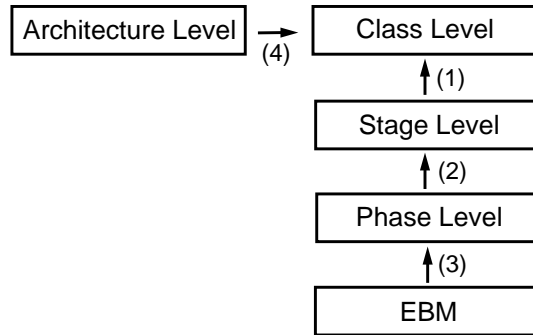 Architecture Level
(4)
Class Level
(1)
Stage Level
(2)
Phase Level
(3)
EBM